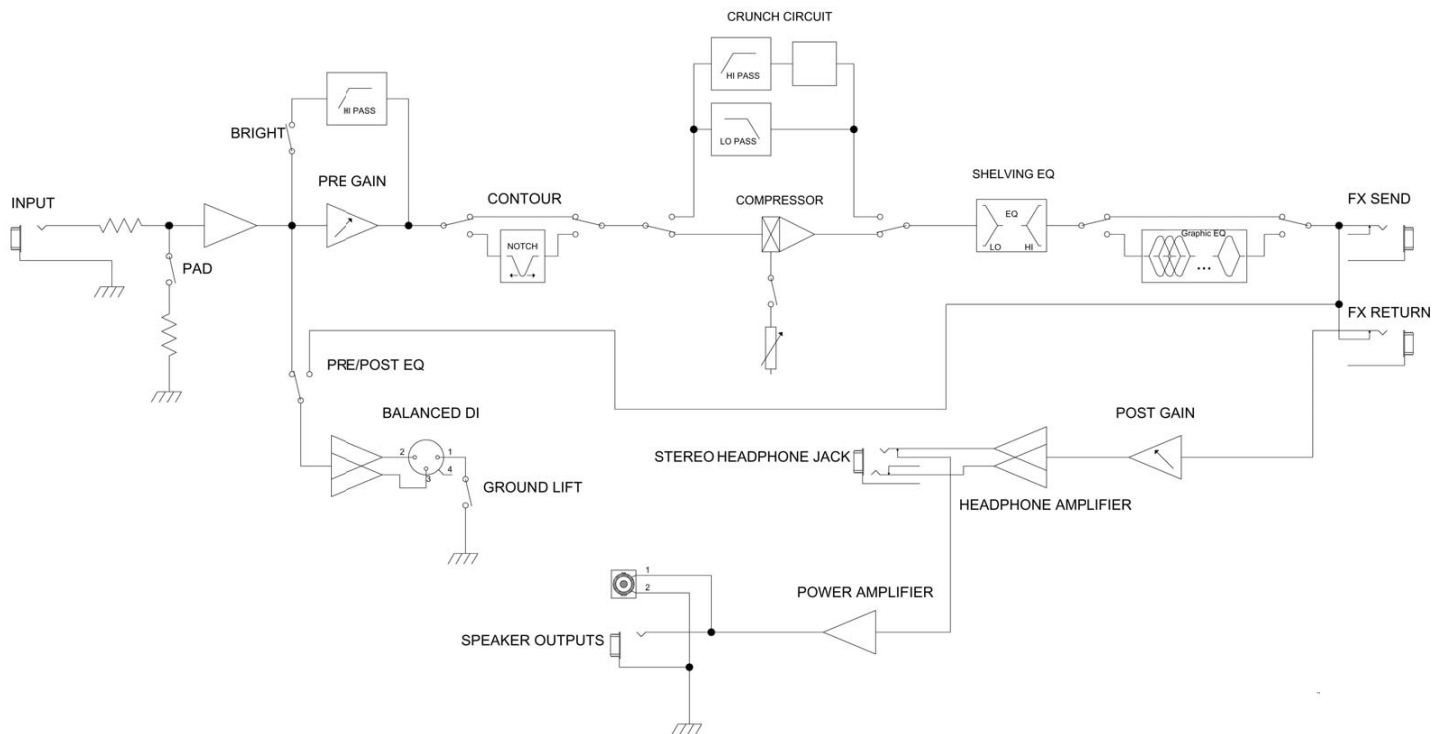 CRUNCH CIRCUIT
HI PASS
HI PASS
BRIGHT
LO PASS
PRE GAIN
SHELVING EQ
INPUT
CONTOUR
COMPRESSOR
FX SEND
EQ
LO
HI
NOTCH
Graphic EQ
...
PAD
FX RETURN
PRE/POST EQ
BALANCED DI
POST GAIN
2
1
4
3
STEREO HEADPHONE JACK
GROUND LIFT
HEADPHONE AMPLIFIER
1
2
POWER AMPLIFIER
SPEAKER OUTPUTS